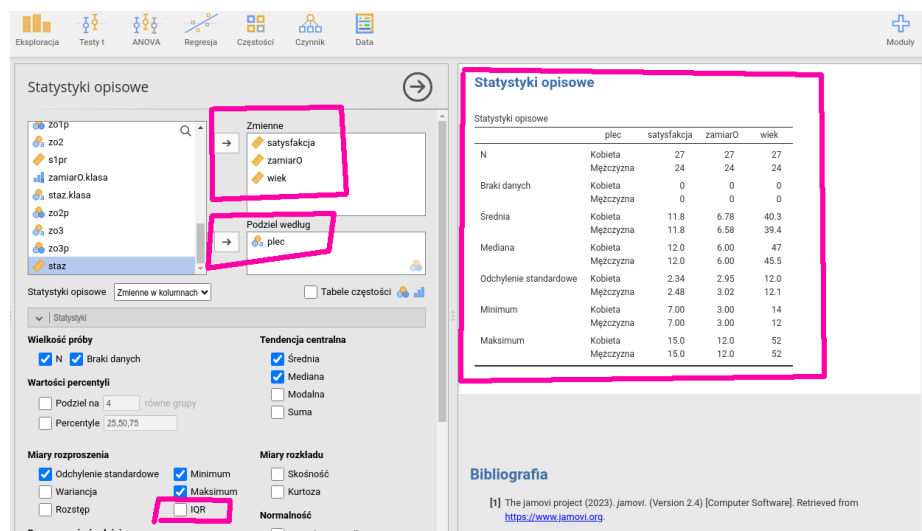 Eksploracja Testy t ANOVA Regresja Częstości Czynnik Data Moduły
Statystyki opisowe
zo1p
zo2
s1pr
zamiarO.klasa
staz.klasa
zo2p
zo3
zo3p
staz
Zmienne
satysfakcja
zamiarO
wiek
Podziel według
plec
Statystyki opisowe Zmienne w kolumnach Tabele częstości
Statystyki
Wielkość próby
N Braki danych
Wartości percentyli
Podziel na 4 równe grupy
Percentyle 25,50,75
Tendencja centralna
Średnia
Mediana
Modalna
Suma
Miary rozproszenia
Odchylenie standardowe Minimum
Wariancja Maksimum
Rozstęp IQR
Miary rozkładu
Skośność
Kurtoza
Normalność
Statystyki opisowe
Statystyki opisowe
plec satysfakcja zamiarO wiek
N Kobieta 27 27 27
Mężczyzna 24 24 24
Braki danych Kobieta 0 0 0
Mężczyzna 0 0 0
Średnia Kobieta 11.8 6.78 40.3
Mężczyzna 11.8 6.58 39.4
Mediana Kobieta 12.0 6.00 47
Mężczyzna 12.0 6.00 45.5
Odchylenie standardowe Kobieta 2.34 2.95 12.0
Mężczyzna 2.48 3.02 12.1
Minimum Kobieta 7.00 3.00 14
Mężczyzna 7.00 3.00 12
Maksimum Kobieta 15.0 12.0 52
Mężczyzna 15.0 12.0 52
Bibliografia
[1] The jamovi project (2023). jamovi. (Version 2.4) [Computer Software]. Retrieved from
https://www.jamovi.org.